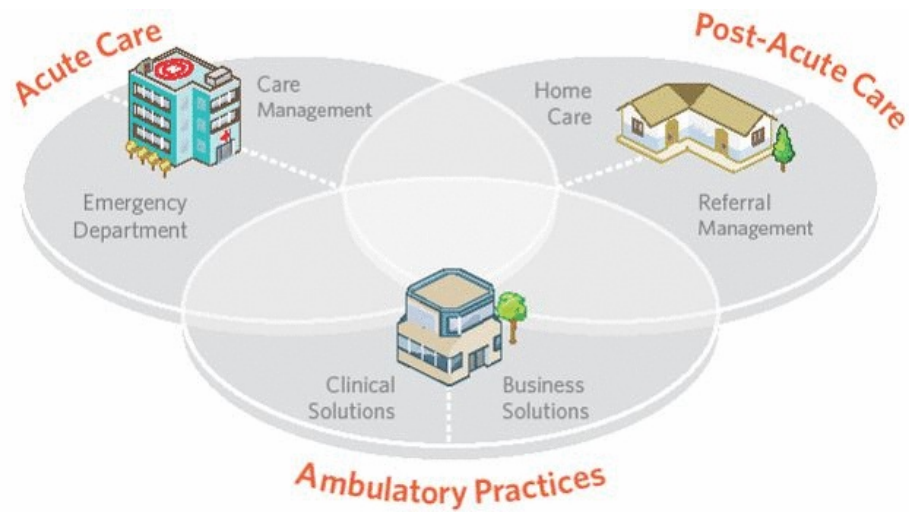 Acute Care
Post-Acute Care
Care
Management
Home
Care
Emergency
Department
Referral
Management
Clinical
Solutions
Business
Solutions
Ambulatory Practices